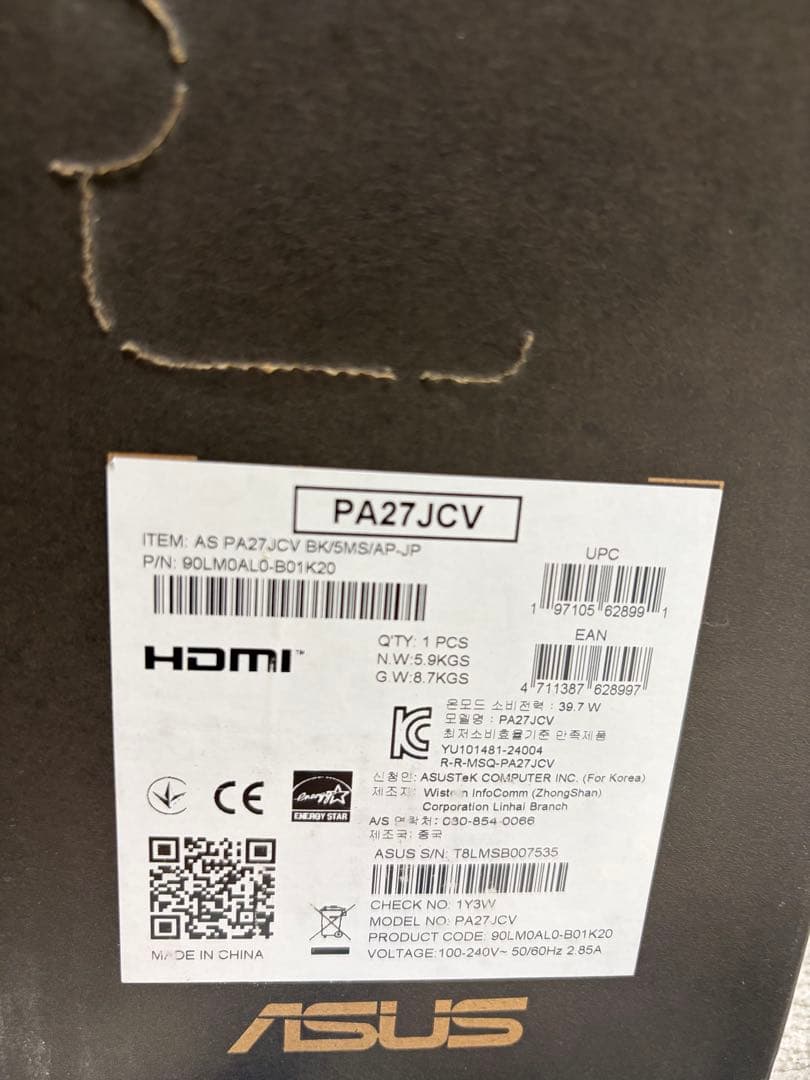 PA27JCV
ITEM: AS PA27JCV BK/5MS/AP-JP
P/N: 90LM0AL0-B01K20
UPC
1 97105 62899 1
HDMI™
Q'TY: 1 PCS
N.W:5.9KGS
G.W:8.7KGS
EAN
4 711387 628997
온모드 소비전력 : 39.7 W
모델명 : PA27JCV
최저소비효율기준 만족제품
YU101481-24004
R-R-MSQ-PA27JCV
신청인: ASUSTeK COMPUTER INC. (For Korea)
제조자: Wistron InfoComm (ZhongShan)
Corporation Linhai Branch
A/S 연락처: 080-854-0066
제조국: 중국
CE
energy
ENERGY STAR
ASUS S/N: T8LMSB007535
CHECK NO: 1Y3W
MODEL NO: PA27JCV
PRODUCT CODE: 90LM0AL0-B01K20
VOLTAGE:100-240V~ 50/60Hz 2.85A
MADE IN CHINA
ASUS